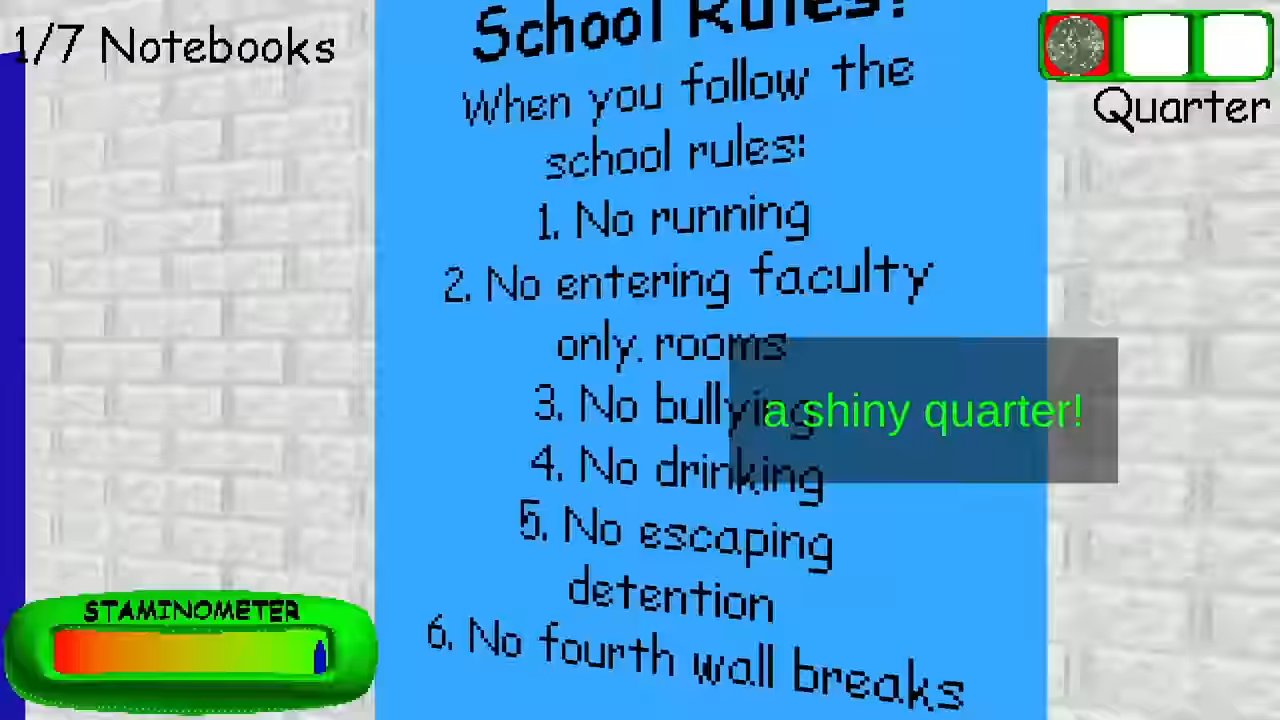 1/7 Notebooks
Quarter
School Rules!
When you follow the
school rules:
1. No running
2. No entering faculty
only. rooms
3. No bullying
4. No drinking
5. No escaping
detention
6. No fourth wall breaks
a shiny quarter!
STAMINOMETER